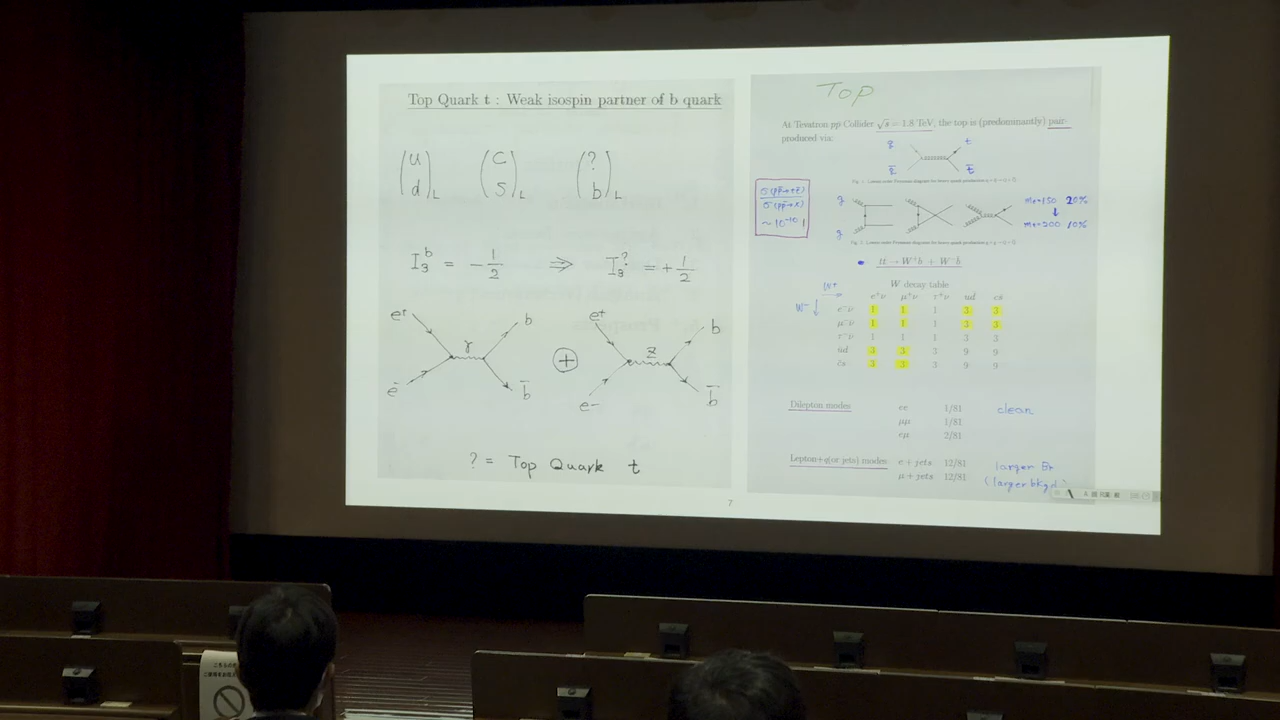 Top Quark t : Weak isospin partner of b quark
( u d )L ( c s )L ( ? b )L
I₃ᵇ = -1/2 ⇒ I₃? = +1/2
e+ γ b ⊕ e+ Z b
e- b̄ e- b̄
? = Top Quark t
7
Top
At Tevatron pp Collider √s = 1.8 TeV, the top is (predominantly) pair-
produced via:
q t
q̄ t̄
σ(pp̄→tt̄)
σ(pp̄→X)
~10⁻¹⁰ !
g
g
mt=150 20%
↓
mt=200 10%
• tt → W⁺b + W⁻b
W decay table
W+ →
W- ↓
e⁺ν μ⁺ν τ⁺ν ud cs
e⁻ν 1 1 1 3 3
μ⁻ν 1 1 1 3 3
τ⁻ν 1 1 1 3 3
ūd 3 3 3 9 9
c̄s 3 3 3 9 9
Dilepton modes ee 1/81 clean
μμ 1/81
eμ 2/81
Lepton+q(or jets) modes e + jets 12/81 larger Br
μ + jets 12/81 (larger bkgd)